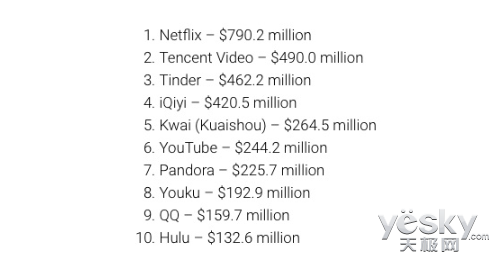 1. Netflix – $790.2 million
2. Tencent Video – $490.0 million
3. Tinder – $462.2 million
4. iQiyi – $420.5 million
5. Kwai (Kuaishou) – $264.5 million
6. YouTube – $244.2 million
7. Pandora – $225.7 million
8. Youku – $192.9 million
9. QQ – $159.7 million
10. Hulu – $132.6 million
yesky.com
天极网